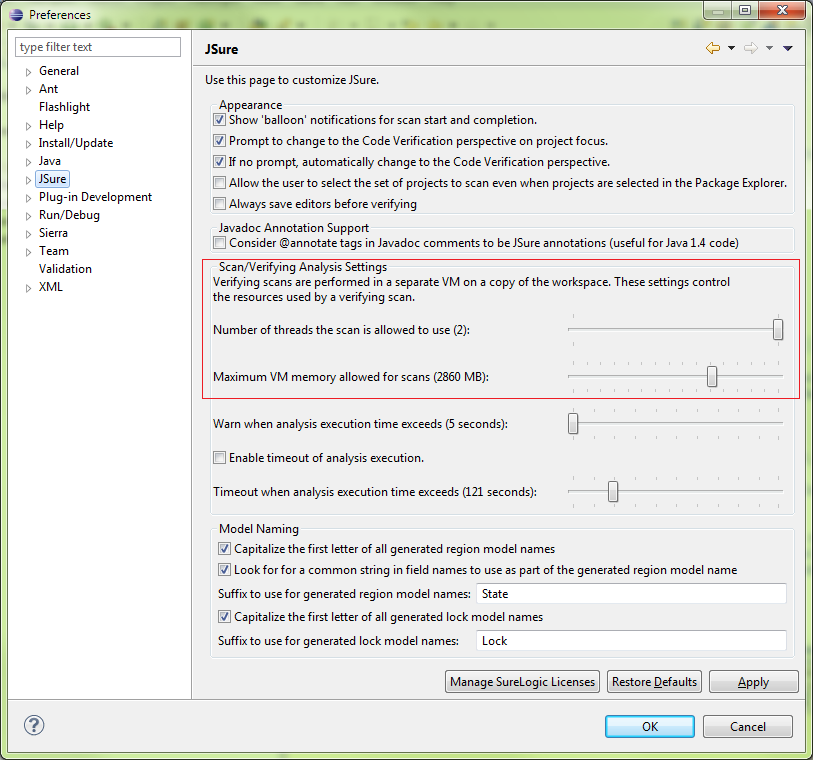 Preferences
type filter text
General
Ant
Flashlight
Help
Install/Update
Java
JSure
Plug-in Development
Run/Debug
Sierra
Team
Validation
XML
JSure
Use this page to customize JSure.
Appearance
Show 'balloon' notifications for scan start and completion.
Prompt to change to the Code Verification perspective on project focus.
If no prompt, automatically change to the Code Verification perspective.
Allow the user to select the set of projects to scan even when projects are selected in the Package Explorer.
Always save editors before verifying
Javadoc Annotation Support
Consider @annotate tags in Javadoc comments to be JSure annotations (useful for Java 1.4 code)
Scan/Verifying Analysis Settings
Verifying scans are performed in a separate VM on a copy of the workspace. These settings control
the resources used by a verifying scan.
Number of threads the scan is allowed to use (2):
Maximum VM memory allowed for scans (2860 MB):
Warn when analysis execution time exceeds (5 seconds):
Enable timeout of analysis execution.
Timeout when analysis execution time exceeds (121 seconds):
Model Naming
Capitalize the first letter of all generated region model names
Look for for a common string in field names to use as part of the generated region model name
Suffix to use for generated region model names: State
Capitalize the first letter of all generated lock model names
Suffix to use for generated lock model names: Lock
Manage SureLogic Licenses Restore Defaults Apply
? OK Cancel